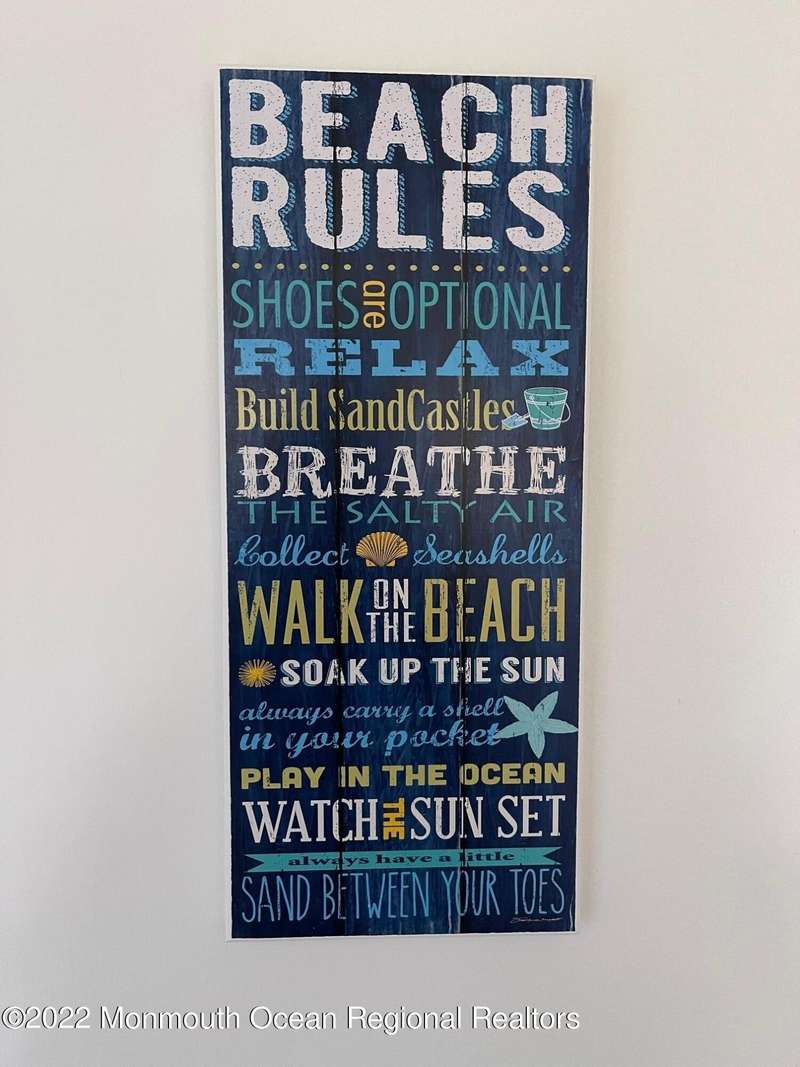 BEACH
RULES
SHOES are OPTIONAL
RELAX
Build SandCastles
BREATHE
THE SALTY AIR
Collect Seashells
WALK ON THE BEACH
SOAK UP THE SUN
always carry a shell
in your pocket
PLAY IN THE OCEAN
WATCH THE SUN SET
always have a little
SAND BETWEEN YOUR TOES
©2022 Monmouth Ocean Regional Realtors